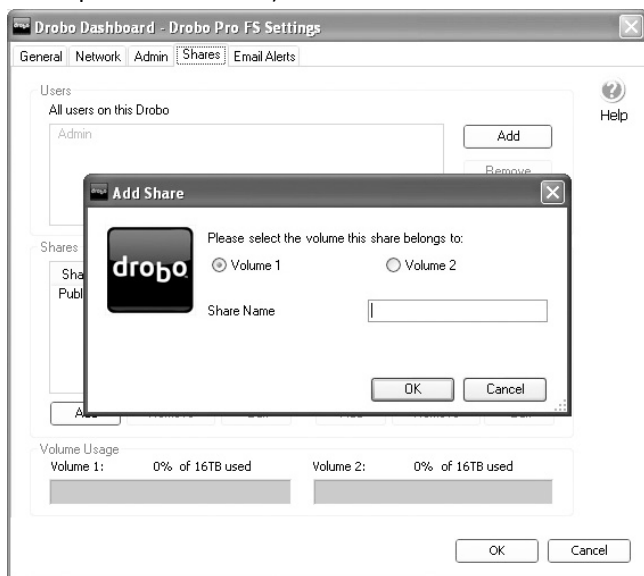 Drobo Dashboard - Drobo Pro FS Settings
General Network Admin Shares Email Alerts
Users
All users on this Drobo
Help
Admin
Add
Remove
Add Share
Please select the volume this share belongs to:
drobo
Volume 1 Volume 2
Shares
Share Name
OK Cancel
Volume Usage
Volume 1: 0% of 16TB used Volume 2: 0% of 16TB used
OK Cancel